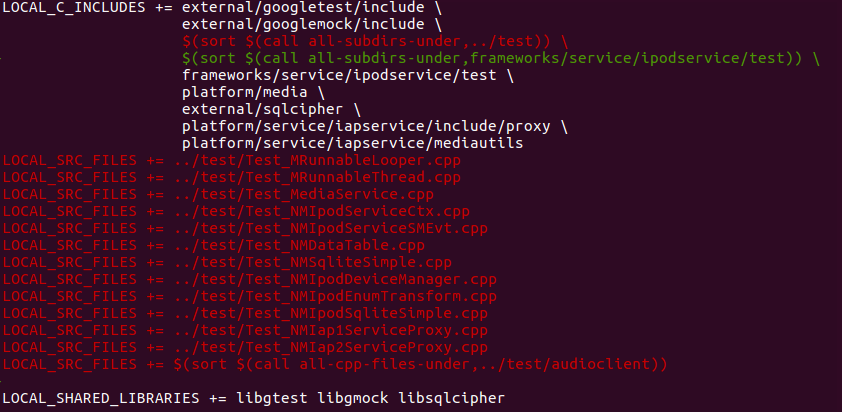 LOCAL_C_INCLUDES += external/googletest/include \
external/googlemock/include \
$(sort $(call all-subdirs-under,../test)) \
$(sort $(call all-subdirs-under,frameworks/service/ipodservice/test)) \
frameworks/service/ipodservice/test \
platform/media \
external/sqlcipher \
platform/service/iapservice/include/proxy \
platform/service/iapservice/mediautils
LOCAL_SRC_FILES += ../test/Test_MRunnableLooper.cpp
LOCAL_SRC_FILES += ../test/Test_MRunnableThread.cpp
LOCAL_SRC_FILES += ../test/Test_MediaService.cpp
LOCAL_SRC_FILES += ../test/Test_NMIpodServiceCtx.cpp
LOCAL_SRC_FILES += ../test/Test_NMIpodServiceSMEvt.cpp
LOCAL_SRC_FILES += ../test/Test_NMDataTable.cpp
LOCAL_SRC_FILES += ../test/Test_NMSqliteSimple.cpp
LOCAL_SRC_FILES += ../test/Test_NMIpodDeviceManager.cpp
LOCAL_SRC_FILES += ../test/Test_NMIpodEnumTransform.cpp
LOCAL_SRC_FILES += ../test/Test_NMIpodSqliteSimple.cpp
LOCAL_SRC_FILES += ../test/Test_NMIap1ServiceProxy.cpp
LOCAL_SRC_FILES += ../test/Test_NMIap2ServiceProxy.cpp
LOCAL_SRC_FILES += $(sort $(call all-cpp-files-under,../test/audioclient))
LOCAL_SHARED_LIBRARIES += libgtest libgmock libsqlcipher